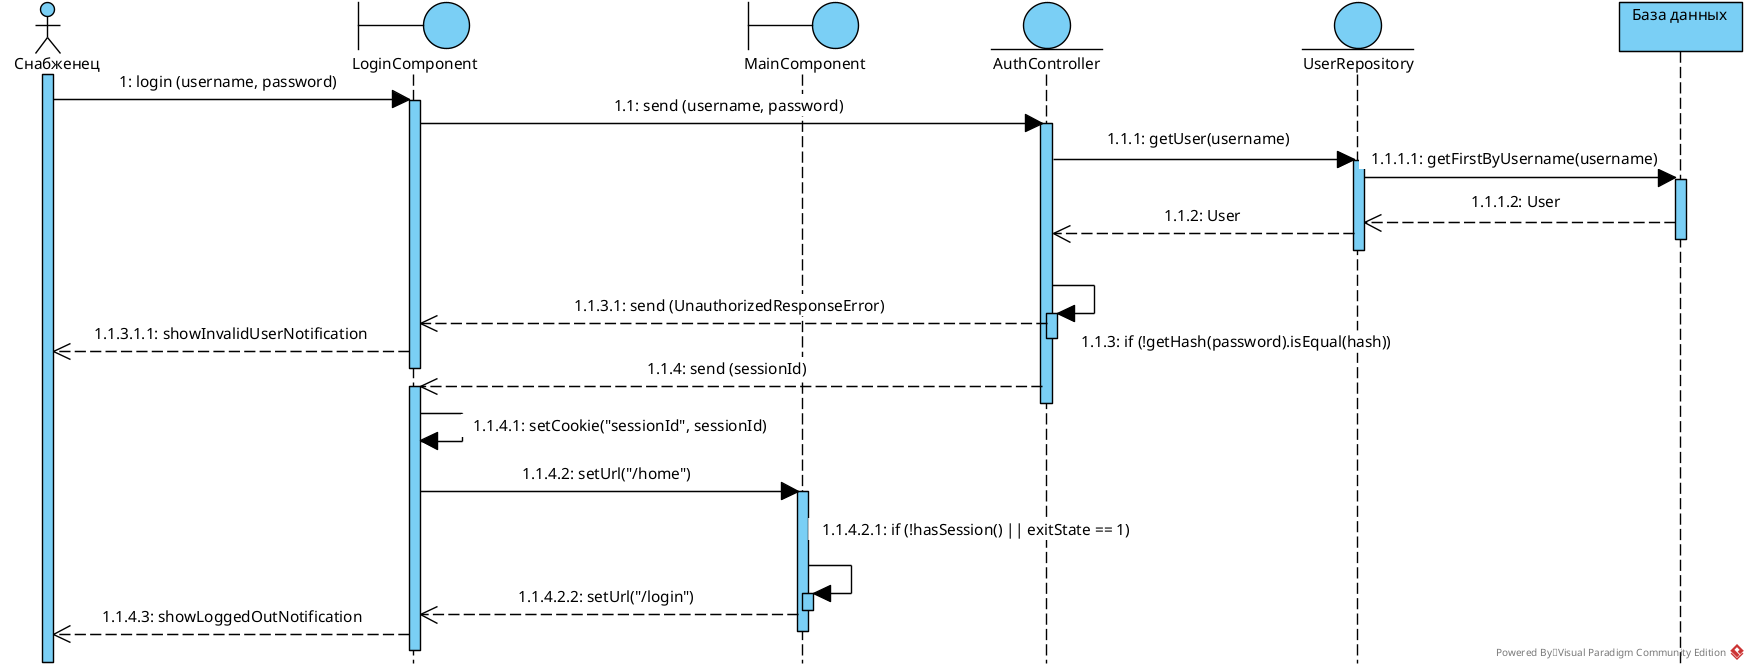 База данных
Снабженец
LoginComponent
MainComponent
AuthController
UserRepository
1: login (username, password)
1.1: send (username, password)
1.1.1: getUser(username)
1.1.1.1: getFirstByUsername(username)
1.1.1.2: User
1.1.2: User
1.1.3.1: send (UnauthorizedResponseError)
1.1.3.1.1: showInvalidUserNotification
1.1.3: if (!getHash(password).isEqual(hash))
1.1.4: send (sessionId)
1.1.4.1: setCookie("sessionId", sessionId)
1.1.4.2: setUrl("/home")
1.1.4.2.1: if (!hasSession() || exitState == 1)
1.1.4.2.2: setUrl("/login")
1.1.4.3: showLoggedOutNotification
Powered By Visual Paradigm Community Edition